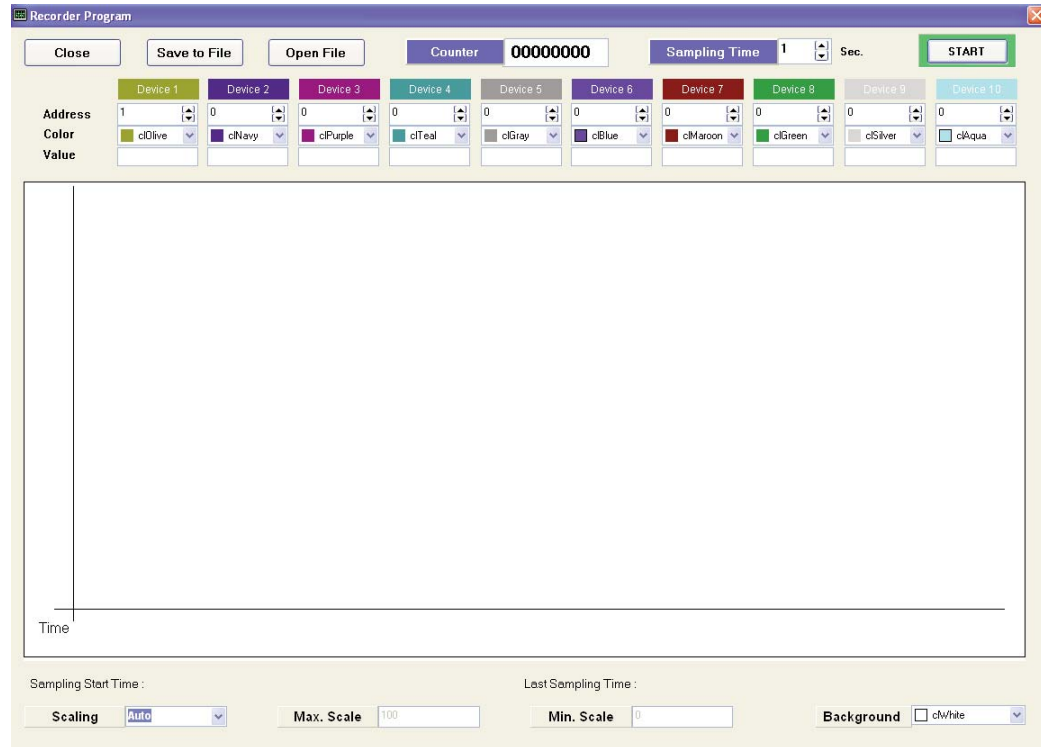 Recorder Program
Close Save to File Open File Counter 00000000 Sampling Time 1 Sec. START
Device 1 Device 2 Device 3 Device 4 Device 5 Device 6 Device 7 Device 8 Device 9 Device 10
Address 1 0 0 0 0 0 0 0 0 0
Color clOlive clNavy clPurple clTeal clGray clBlue clMaroon clGreen clSilver clAqua
Value
Time
Sampling Start Time : Last Sampling Time :
Scaling Auto Max. Scale 100 Min. Scale 0 Background clWhite